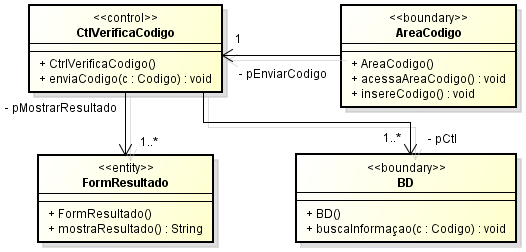 <<control>>
CtlVerificaCodigo
+ CtrlVerificaCodigo()
+ enviaCodigo(c : Codigo) : void
<<boundary>>
AreaCodigo
+ AreaCodigo()
+ acessaAreaCodigo() : void
+ insereCodigo() : void
1
- pEnviarCodigo
- pMostrarResultado
1..*
1..*
- pCtl
<<entity>>
FormResultado
+ FormResultado()
+ mostraResultado() : String
<<boundary>>
BD
+ BD()
+ buscaInformaçao(c : Codigo) : void